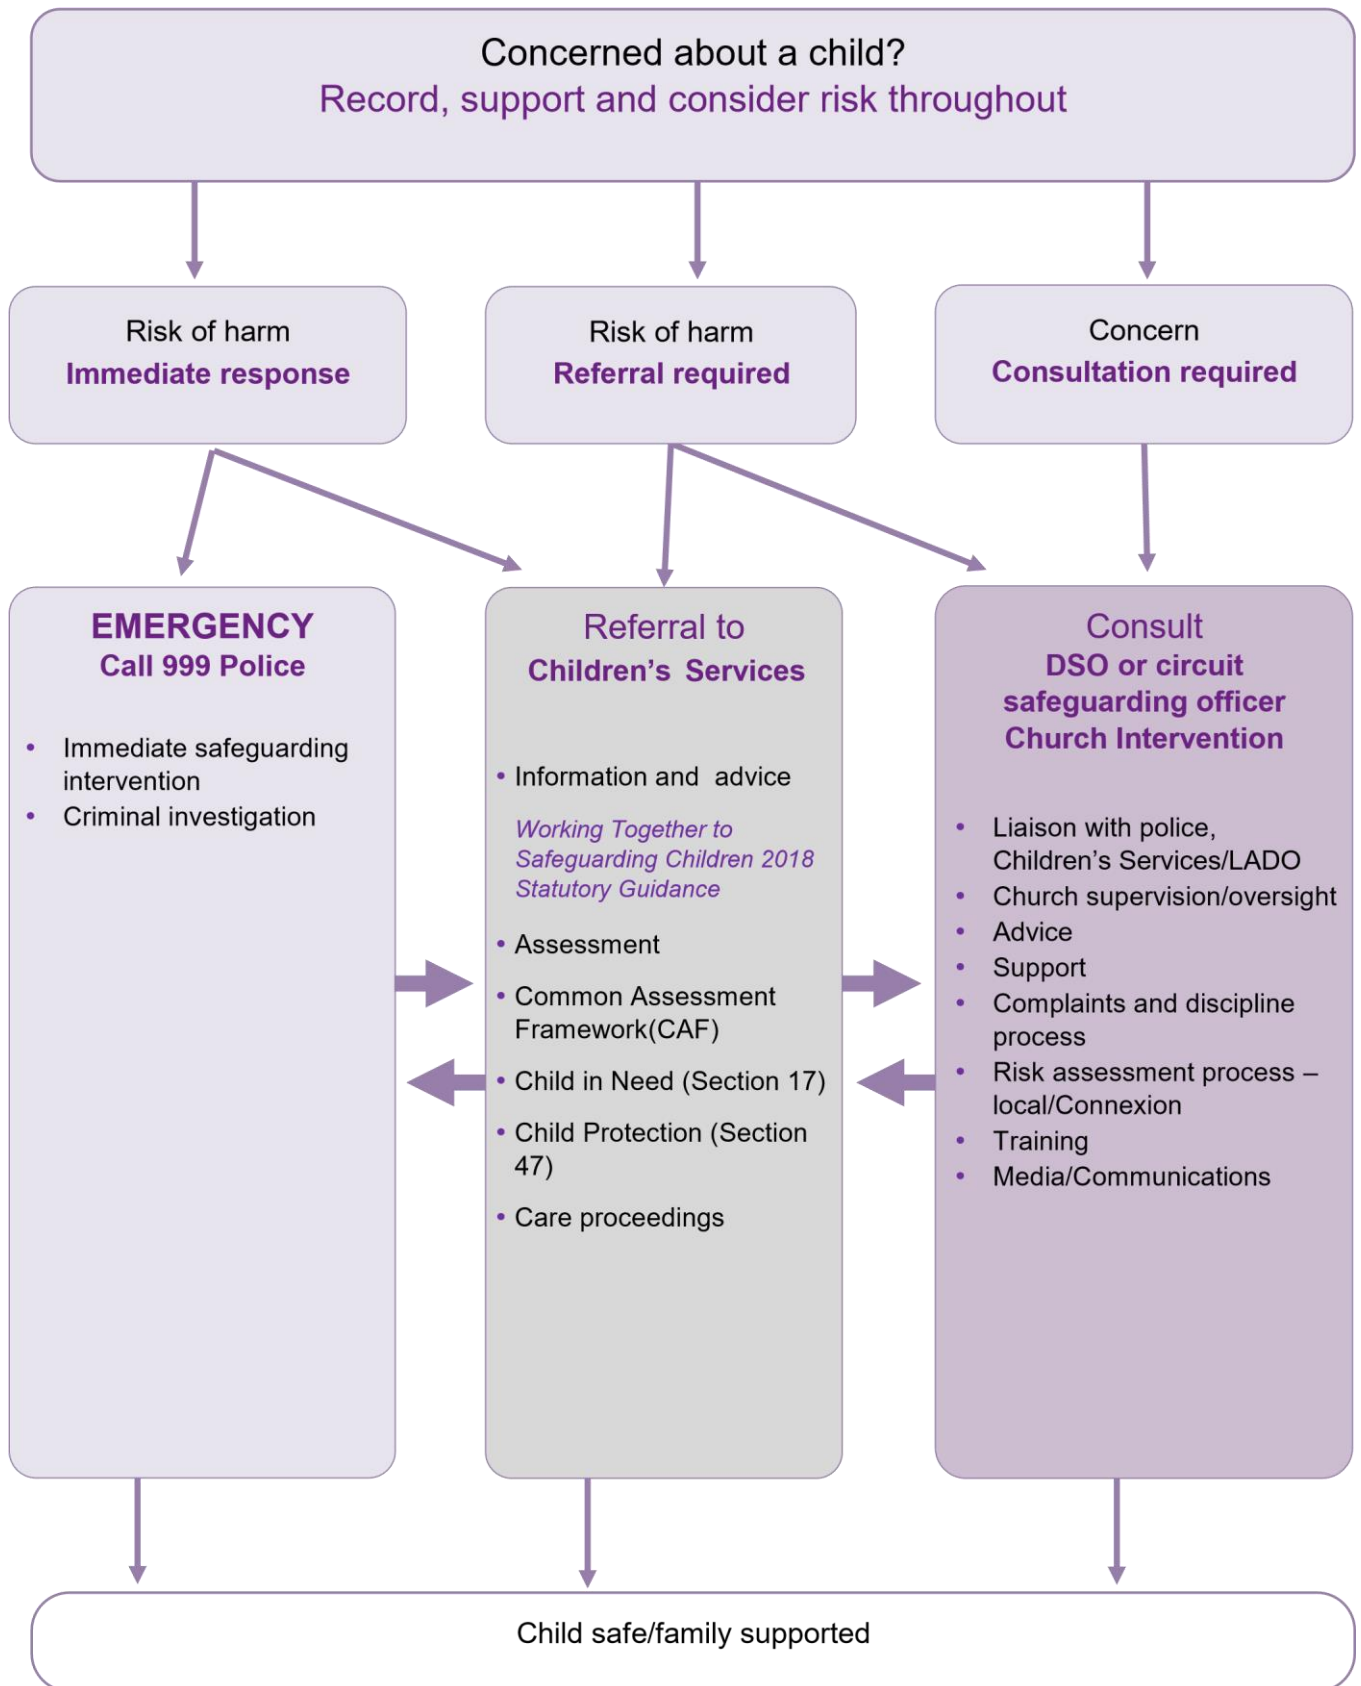 Concerned about a child?
Record, support and consider risk throughout
Risk of harm
Immediate response
Risk of harm
Referral required
Concern
Consultation required
EMERGENCY
Call 999 Police
• Immediate safeguarding
intervention
• Criminal investigation
Referral to
Children’s Services
• Information and advice
Working Together to
Safeguarding Children 2018
Statutory Guidance
• Assessment
• Common Assessment
Framework(CAF)
• Child in Need (Section 17)
• Child Protection (Section
47)
• Care proceedings
Consult
DSO or circuit
safeguarding officer
Church Intervention
• Liaison with police,
Children’s Services/LADO
• Church supervision/oversight
• Advice
• Support
• Complaints and discipline
process
• Risk assessment process –
local/Connexion
• Training
• Media/Communications
Child safe/family supported